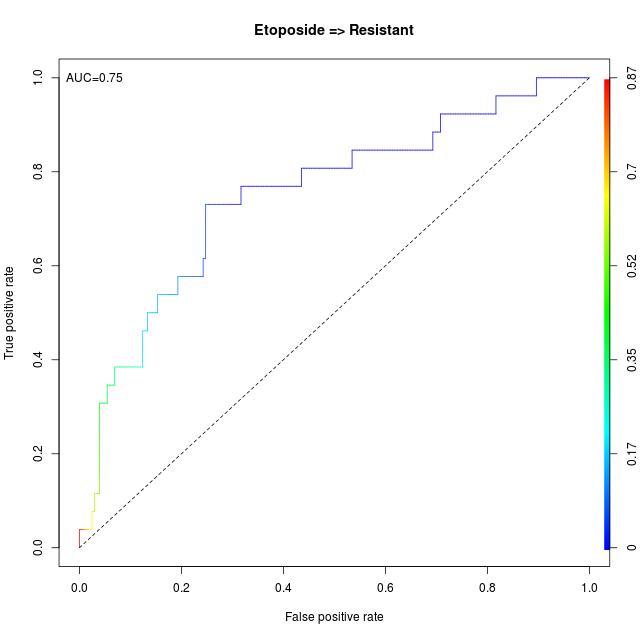 Etoposide => Resistant
AUC=0.75
True positive rate
1.0
0.8
0.6
0.4
0.2
0.0
0.0 0.2 0.4 0.6 0.8 1.0
False positive rate
0.87
0.7
0.52
0.35
0.17
0